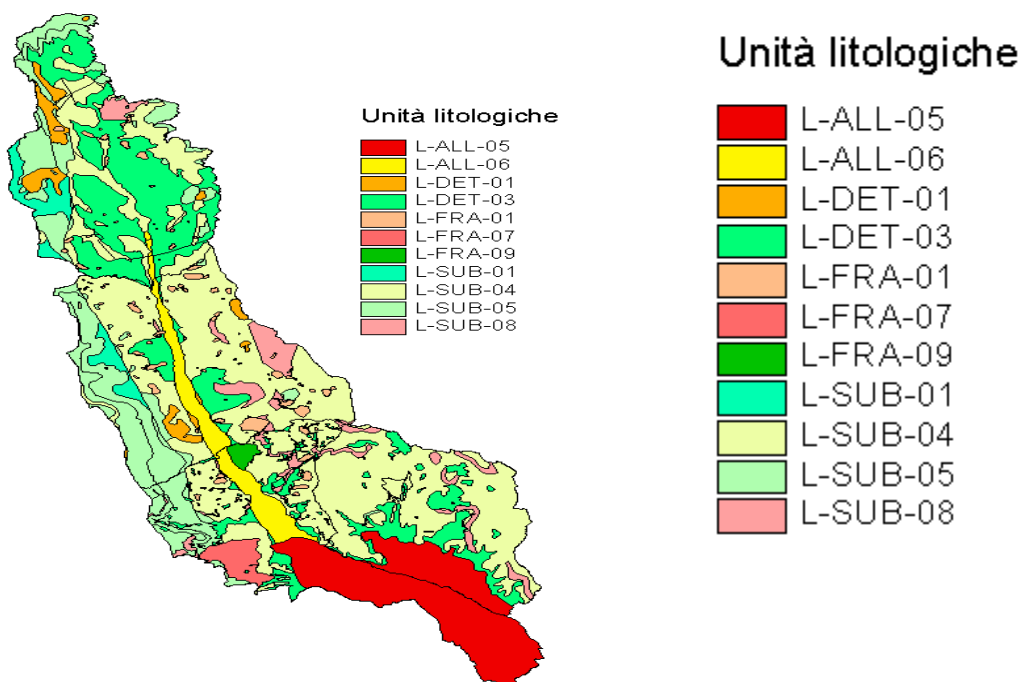 Unità litologiche
L-ALL-05
L-ALL-06
L-DET-01
L-DET-03
L-FRA-01
L-FRA-07
L-FRA-09
L-SUB-01
L-SUB-04
L-SUB-05
L-SUB-08
Unità litologiche
L-ALL-05
L-ALL-06
L-DET-01
L-DET-03
L-FRA-01
L-FRA-07
L-FRA-09
L-SUB-01
L-SUB-04
L-SUB-05
L-SUB-08